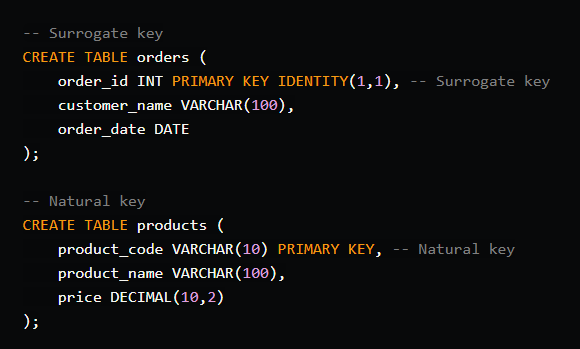 -- Surrogate key
CREATE TABLE orders (
    order_id INT PRIMARY KEY IDENTITY(1,1), -- Surrogate key
    customer_name VARCHAR(100),
    order_date DATE
);

-- Natural key
CREATE TABLE products (
    product_code VARCHAR(10) PRIMARY KEY, -- Natural key
    product_name VARCHAR(100),
    price DECIMAL(10,2)
);